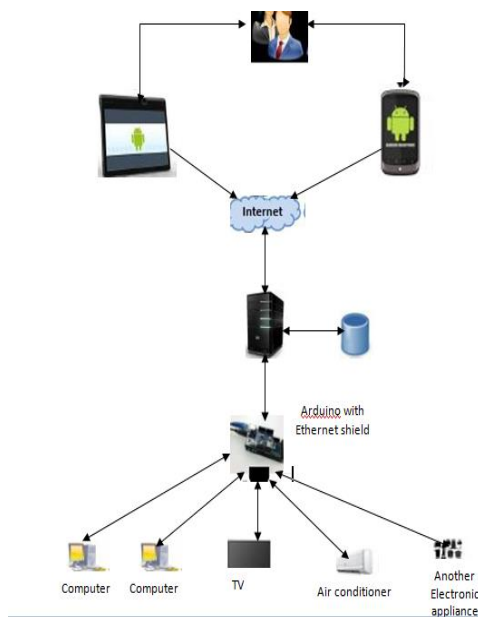 Internet
Arduino with
Ethernet shield
Computer
Computer
TV
Air conditioner
Another
Electronic
appliance